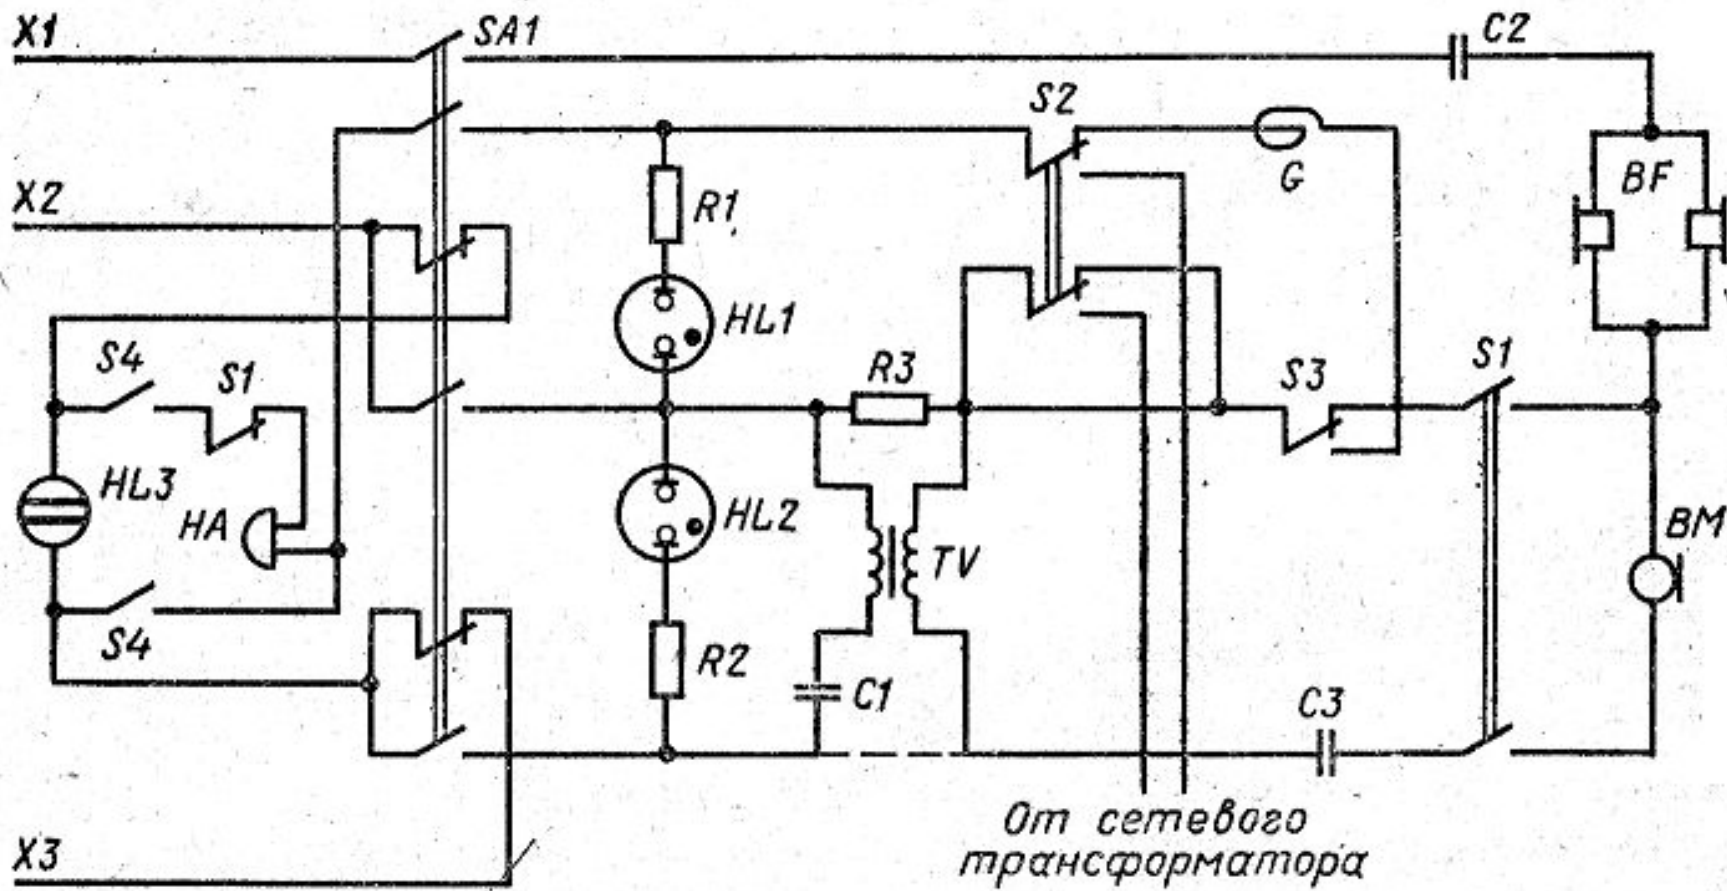 X1
SA1
C2
S2
G
BF
X2
R1
HL1
S4
S1
R3
S3
S1
HL3
HA
HL2
TV
BM
S4
R2
C1
C3
От сетевого
трансформатора
X3